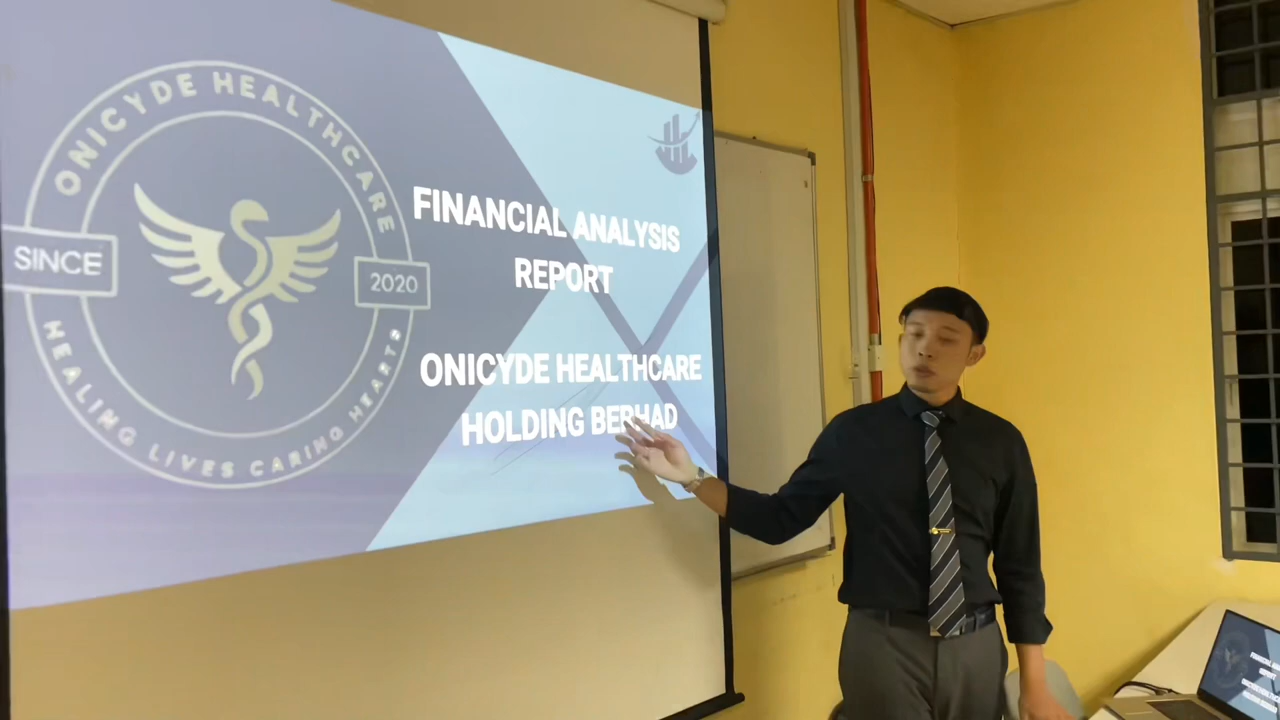 ONICYDE HEALTHCARE
SINCE
2020
HEALING LIVES CARING HEARTS
FINANCIAL ANALYSIS
REPORT
ONICYDE HEALTHCARE
HOLDING BERHAD